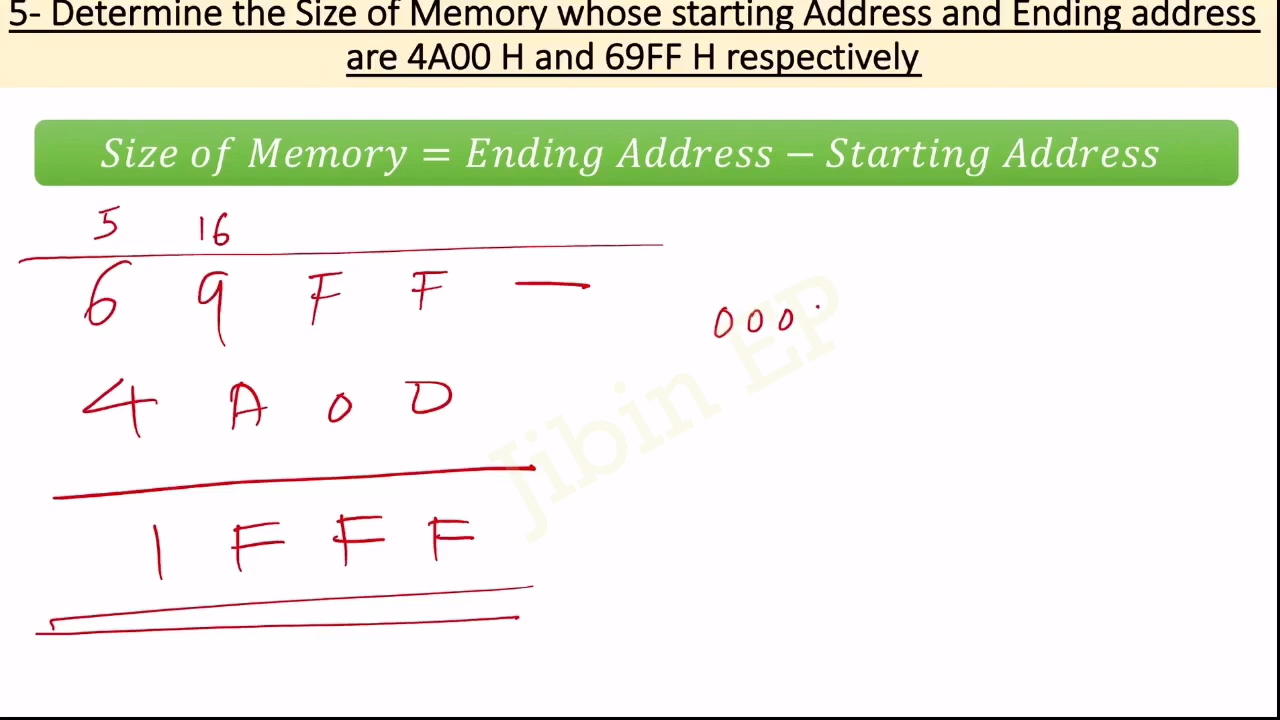 5- Determine the Size of Memory whose starting Address and Ending address
are 4A00 H and 69FF H respectively
Size of Memory = Ending Address − Starting Address
5 16
6 9 F F —
0 0 0
4 A 0 0
1 F F F
Jibin EP